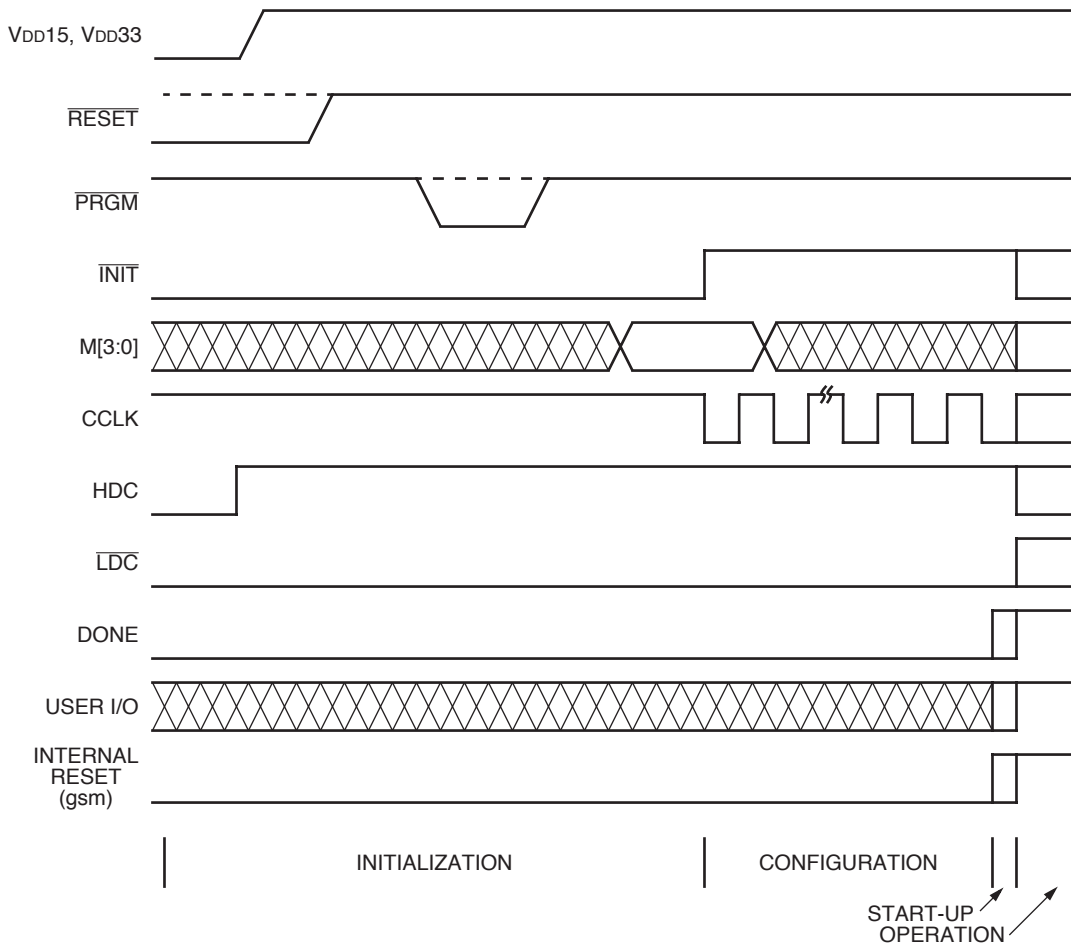 VDD15, VDD33
RESET
PRGM
INIT
M[3:0]
CCLK
HDC
LDC
DONE
USER I/O
INTERNAL
RESET
(gsm)
INITIALIZATION
CONFIGURATION
START-UP
OPERATION